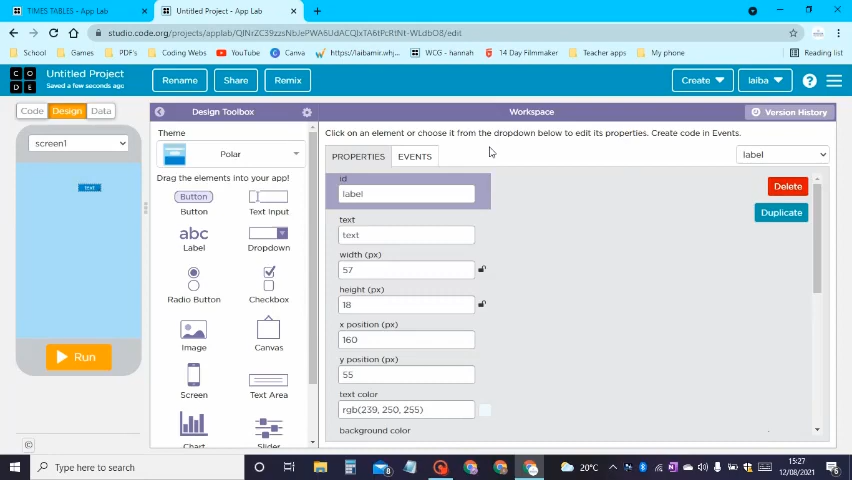 TIMES TABLES - App Lab
Untitled Project - App Lab
studio.code.org/projects/applab/
School
Games
PDF's
Coding Webs
YouTube
Canva
https://laibamir.whj...
WCG - hannah
14 Day Filmmaker
Teacher apps
My phone
Reading list
C O
D E
Untitled Project
Saved a few seconds ago
Rename
Share
Remix
Create
laiba
?
Code
Design
Data
Design Toolbox
Workspace
Version History
screen1
text
Run
Theme
Polar
Drag the elements into your app!
Button
Button
Text Input
abc
Label
Dropdown
Radio Button
Checkbox
Image
Canvas
Screen
Text Area
Chart
Slider
Click on an element or choose it from the dropdown below to edit its properties. Create code in Events.
PROPERTIES
EVENTS
label
Delete
Duplicate
id
label
text
text
width (px)
57
height (px)
18
x position (px)
160
y position (px)
55
text color
rgb(239, 250, 255)
background color
©
Type here to search
20°C
15:27
12/08/2021